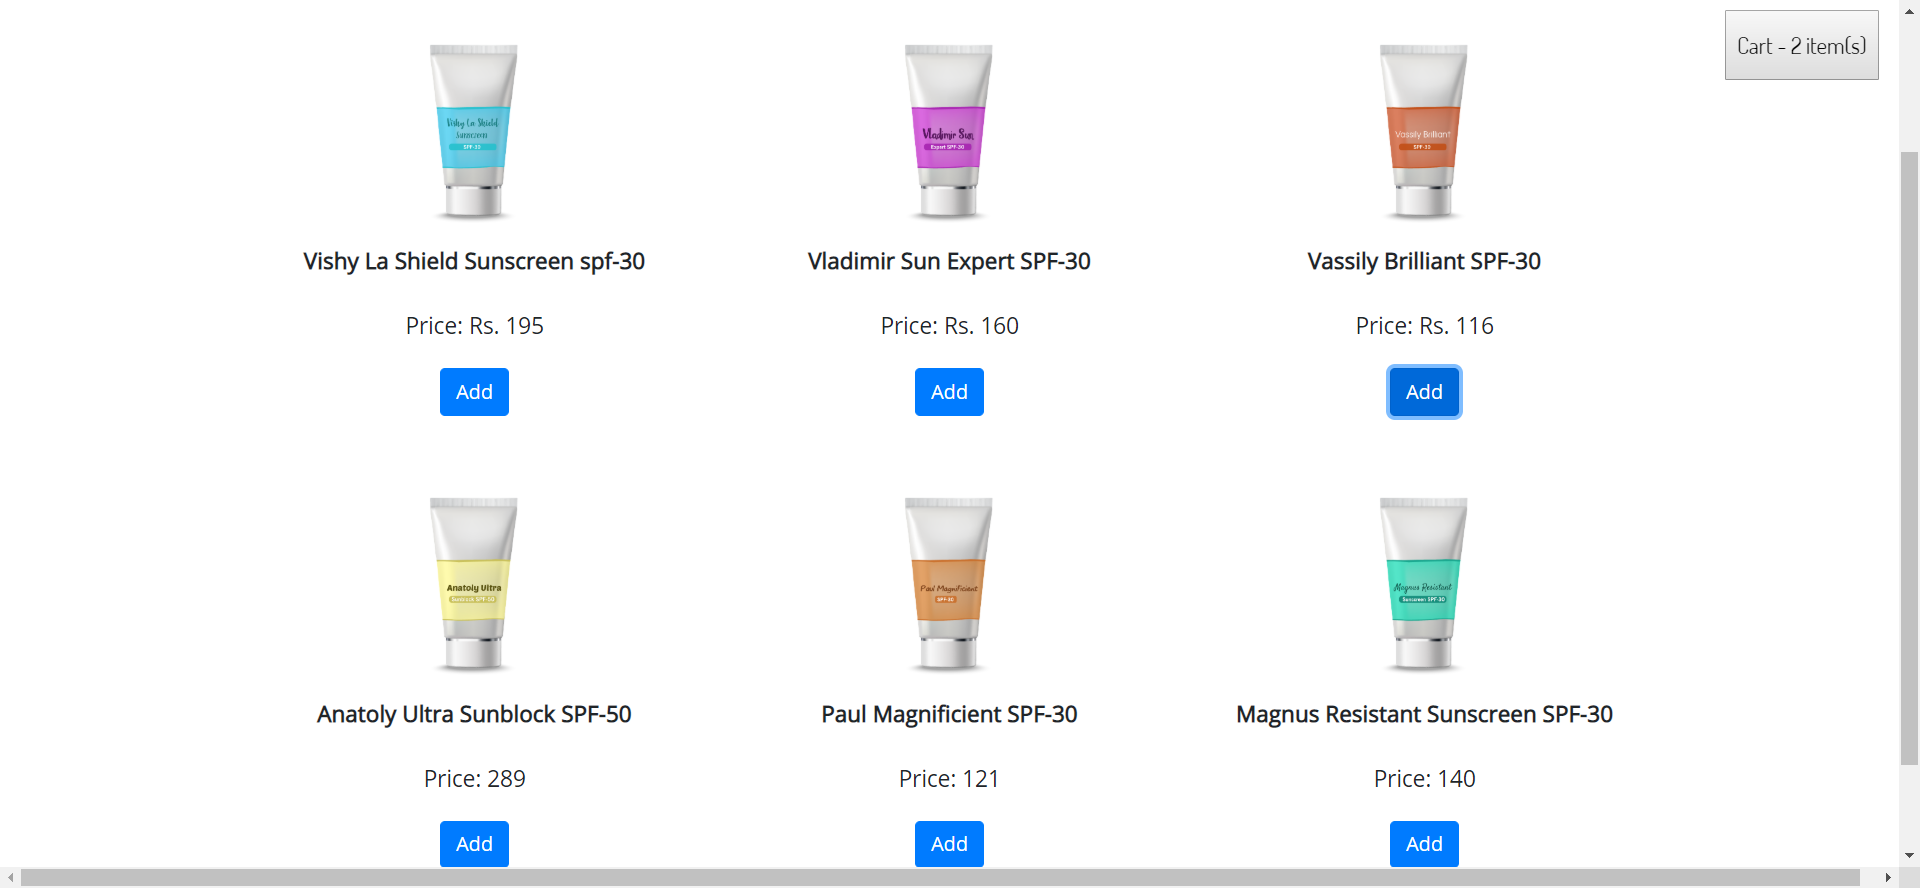 Cart - 2 item(s)
Vishy La Shield
Sunscreen
SPF-30
Vladimir Sun
Expert SPF-30
Vassily Brilliant
SPF-30
Vishy La Shield Sunscreen spf-30
Vladimir Sun Expert SPF-30
Vassily Brilliant SPF-30
Price: Rs. 195
Price: Rs. 160
Price: Rs. 116
Add
Add
Add
Anatoly Ultra
Sunblock SPF-50
Paul Magnificient
SPF-30
Magnus Resistant
Sunscreen SPF-30
Anatoly Ultra Sunblock SPF-50
Paul Magnificient SPF-30
Magnus Resistant Sunscreen SPF-30
Price: 289
Price: 121
Price: 140
Add
Add
Add